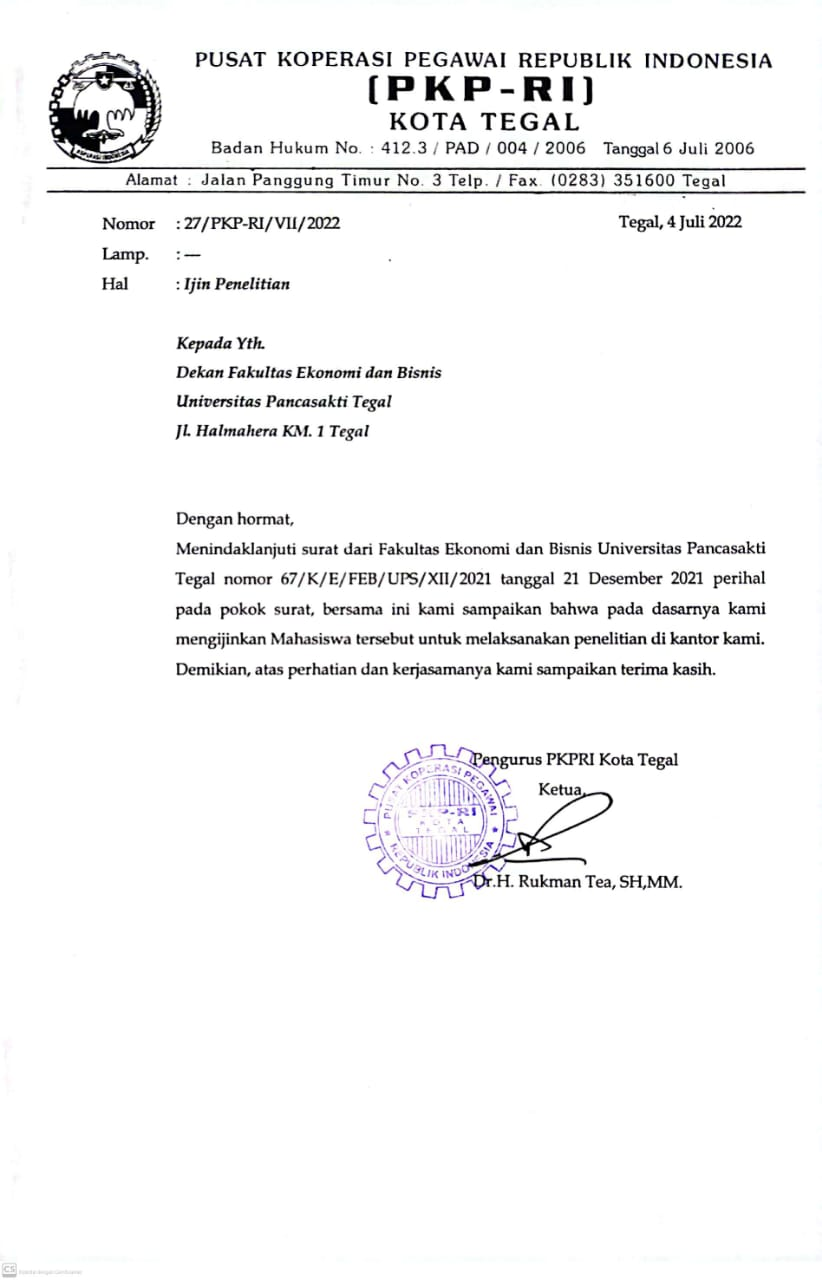 PUSAT KOPERASI PEGAWAI REPUBLIK INDONESIA
(PKP-RI)
KOTA TEGAL
Badan Hukum No. : 412.3 / PAD / 004 / 2006 Tanggal 6 Juli 2006
Alamat : Jalan Panggung Timur No. 3 Telp. / Fax. (0283) 351600 Tegal
Nomor : 27/PKP-RI/VII/2022
Tegal, 4 Juli 2022
Lamp. : —
Hal : Ijin Penelitian
Kepada Yth.
Dekan Fakultas Ekonomi dan Bisnis
Universitas Pancasakti Tegal
Jl. Halmahera KM. 1 Tegal
Dengan hormat,
Menindaklanjuti surat dari Fakultas Ekonomi dan Bisnis Universitas Pancasakti
Tegal nomor 67/K/E/FEB/UPS/XII/2021 tanggal 21 Desember 2021 perihal
pada pokok surat, bersama ini kami sampaikan bahwa pada dasarnya kami
mengijinkan Mahasiswa tersebut untuk melaksanakan penelitian di kantor kami.
Demikian, atas perhatian dan kerjasamanya kami sampaikan terima kasih.
Pengurus PKPRI Kota Tegal
Ketua,
PUSAT KOPERASI PEGAWAI
PKP-RI
KOTA
TEGAL
REPUBLIK INDONESIA
Dr.H. Rukman Tea, SH,MM.
CS